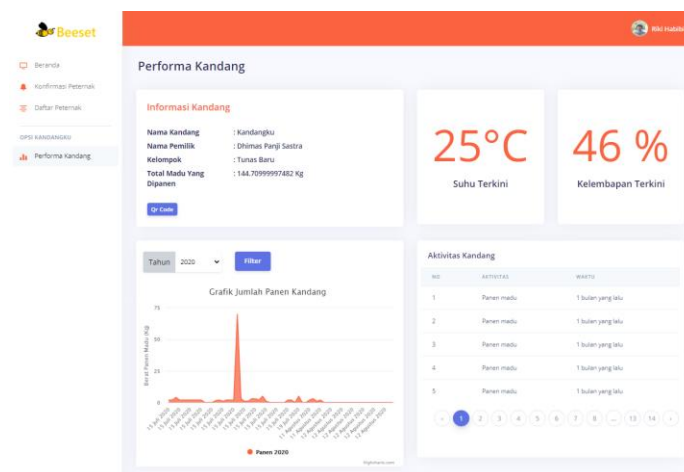 Beeset
Riki Habibi
Beranda
Konfirmasi Peternak
Daftar Peternak
OPSI KANDANGKU
Performa Kandang
Performa Kandang
Informasi Kandang
Nama Kandang : Kandangku
Nama Pemilik : Dhimas Panji Sastra
Kelompok : Tunas Baru
Total Madu Yang Dipanen : 144.70999997482 Kg
Qr Code
25°C
Suhu Terkini
46 %
Kelembapan Terkini
Tahun 2020 Filter
Grafik Jumlah Panen Kandang
Berat Panen Madu (Kg)
75
50
25
0
Panen 2020
Highcharts.com
Aktivitas Kandang
NO AKTIVITAS WAKTU
1 Panen madu 1 bulan yang lalu
2 Panen madu 1 bulan yang lalu
3 Panen madu 1 bulan yang lalu
4 Panen madu 1 bulan yang lalu
5 Panen madu 1 bulan yang lalu
‹ 1 2 3 4 5 6 7 8 ... 13 14 ›